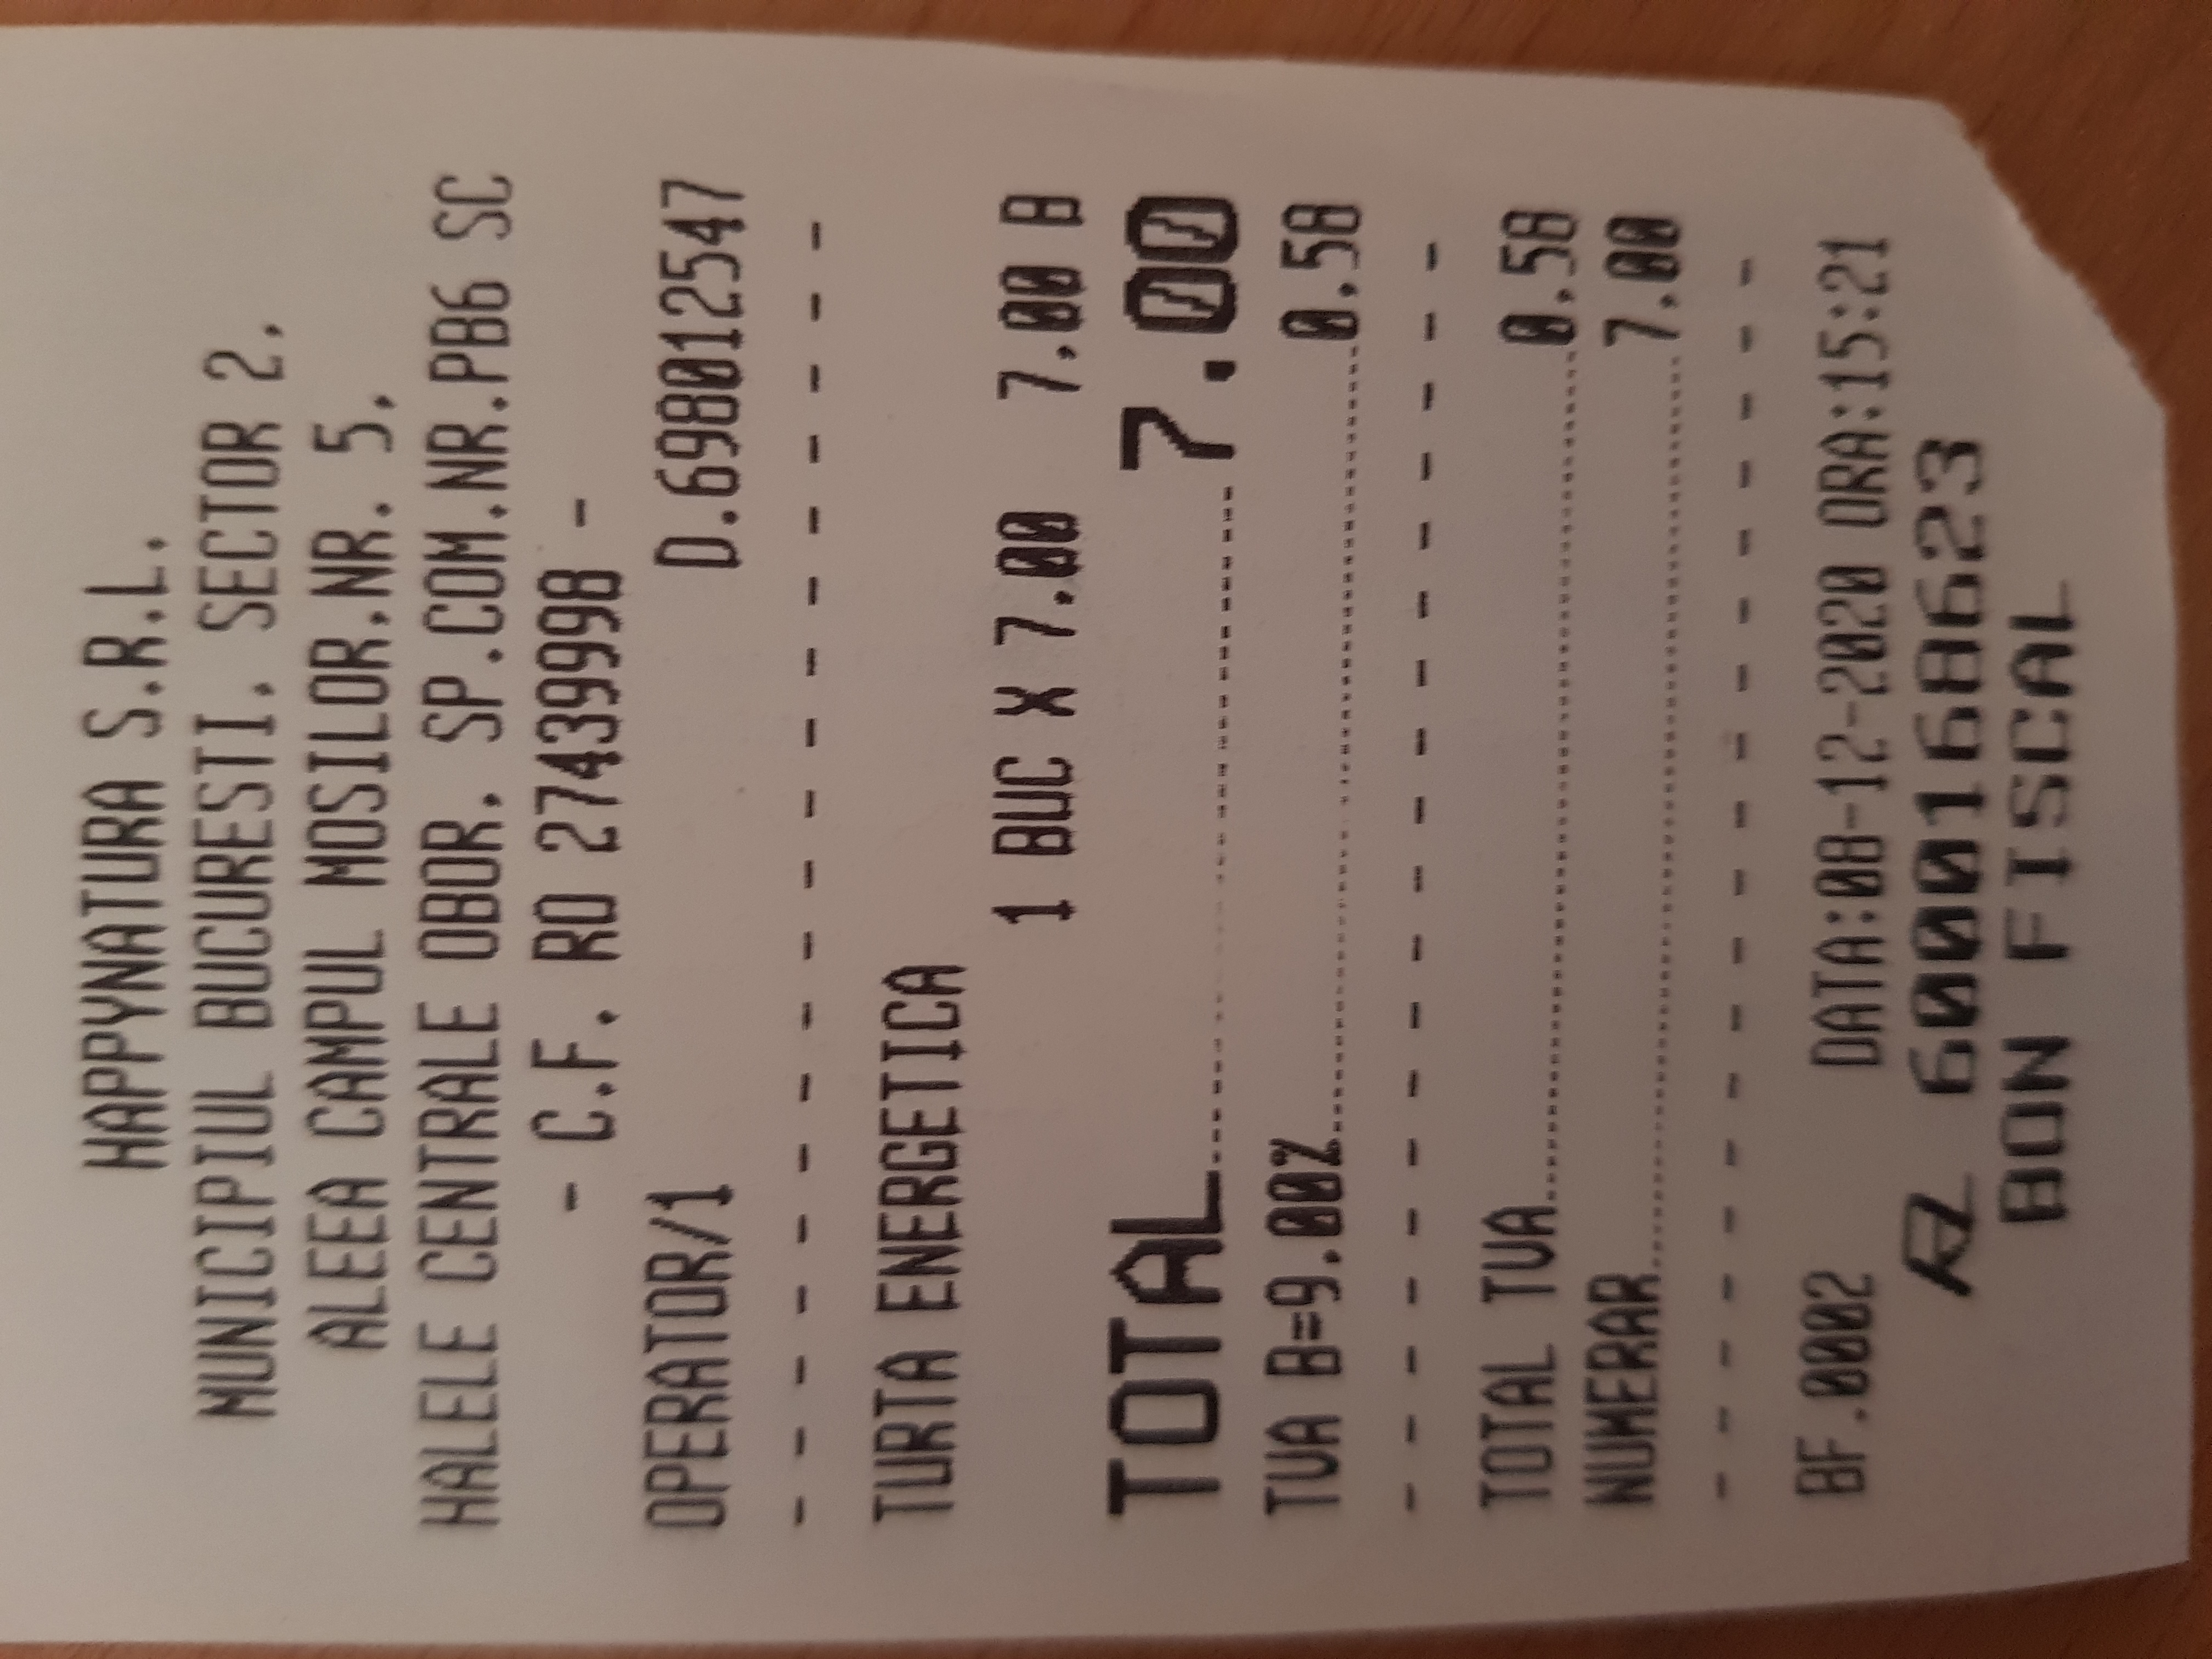 HAPPYNATURA S.R.L.
MUNICIPIUL BUCURESTI, SECTOR 2,
ALEEA CAMPUL MOSILOR,NR. 5,
HALELE CENTRALE OBOR, SP.COM.NR.PB6 SC
- C.F. RO 27439998 -
OPERATOR/1 D.698012547
- - - - - - - - - - - - - - - - - - -
TURTA ENERGETICA
1 BUC X 7.00 7.00 B
TOTAL 7.00
TVA B=9.00% 0.58
- - - - - - - - - - - - - - - - - - -
TOTAL TVA 0.58
NUMERAR 7.00
- - - - - - - - - - - - - - - - - - -
BF.0002 DATA:08-12-2020 ORA:15:21
6000168623
BON FISCAL